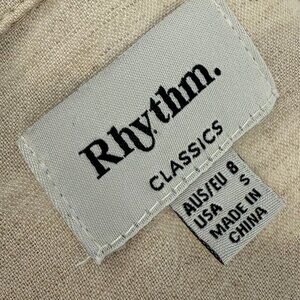 Rhythm.
CLASSICS
AUS/EU 8
USA S
MADE IN
CHINA